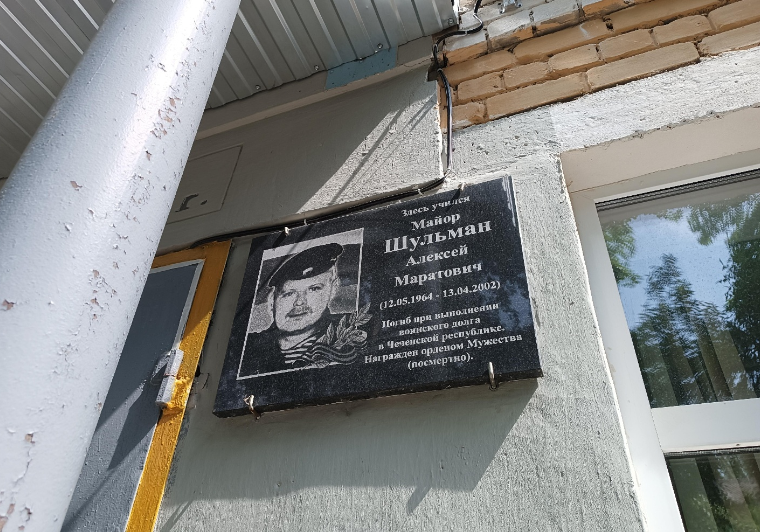 Здесь учился
Майор
Шульман
Алексей
Маратович
(12.05.1964 - 13.04.2002)
Погиб при выполнении
воинского долга
в Чеченской республике.
Награжден орденом Мужества
(посмертно).
г.